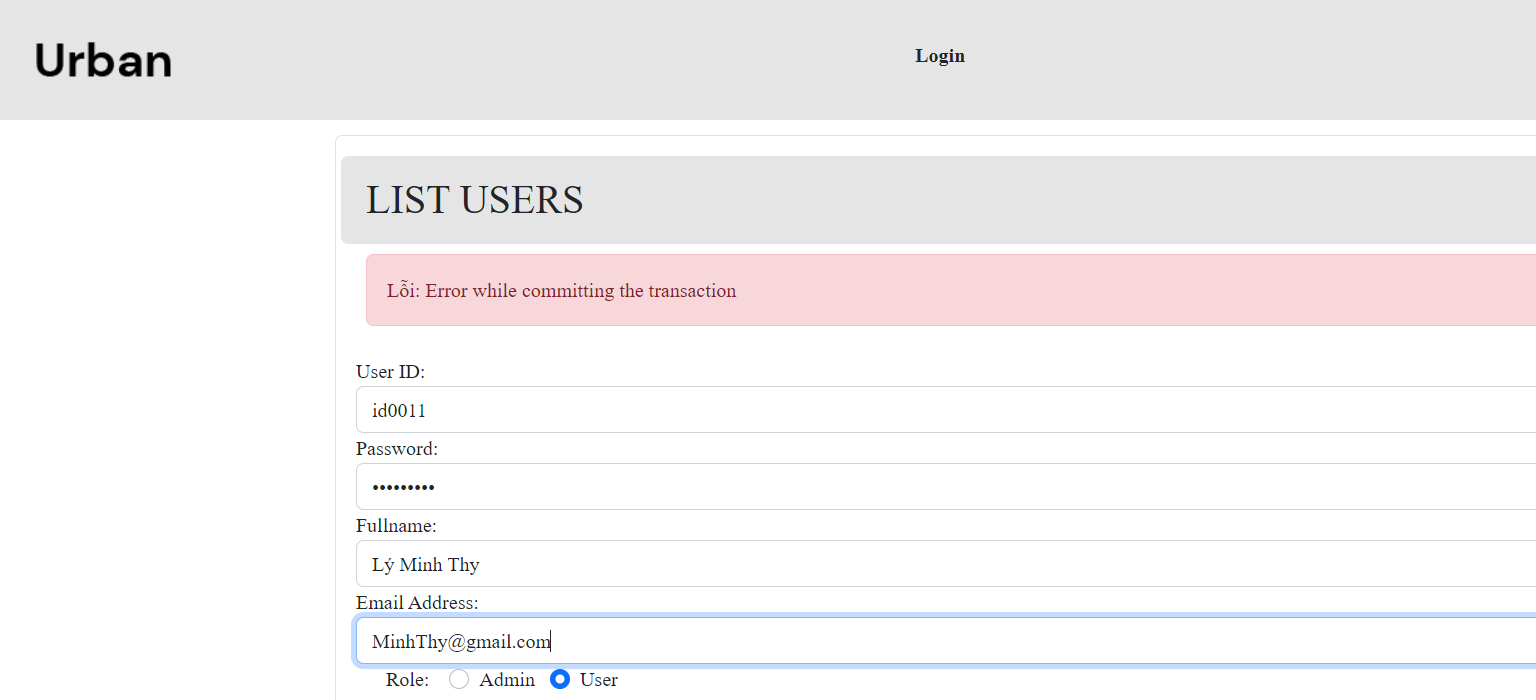 Urban
Login
LIST USERS
Lỗi: Error while committing the transaction
User ID:
id0011
Password:
•••••••••
Fullname:
Lý Minh Thy
Email Address:
MinhThy@gmail.com
Role: Admin User